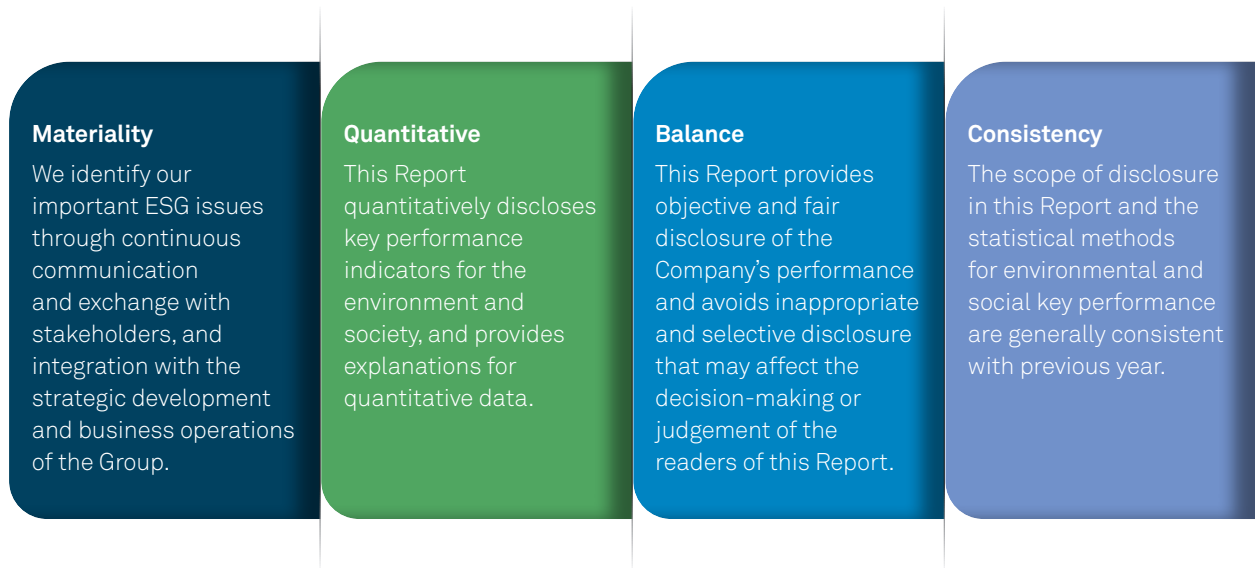 Materiality
We identify our
important ESG issues
through continuous
communication
and exchange with
stakeholders, and
integration with the
strategic development
and business operations
of the Group.
Quantitative
This Report
quantitatively discloses
key performance
indicators for the
environment and
society, and provides
explanations for
quantitative data.
Balance
This Report provides
objective and fair
disclosure of the
Company’s performance
and avoids inappropriate
and selective disclosure
that may affect the
decision-making or
judgement of the
readers of this Report.
Consistency
The scope of disclosure
in this Report and the
statistical methods
for environmental and
social key performance
are generally consistent
with previous year.